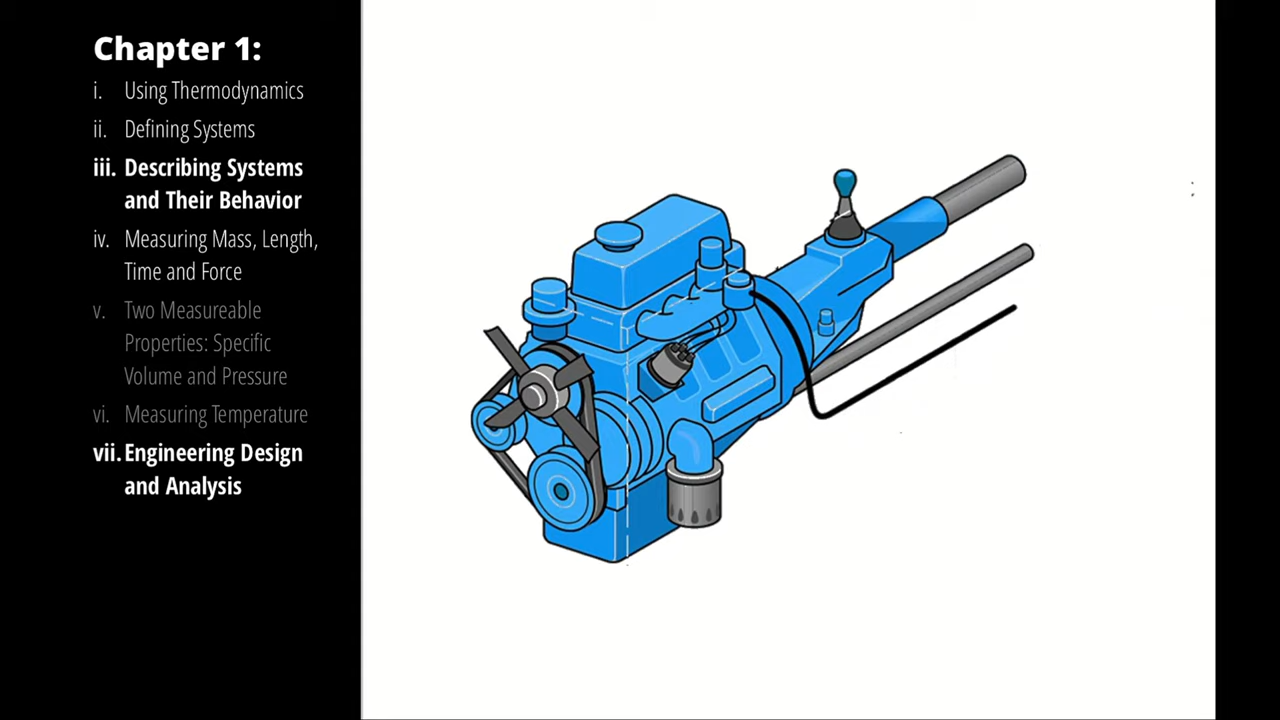 Chapter 1:
i. Using Thermodynamics
ii. Defining Systems
iii. Describing Systems
and Their Behavior
iv. Measuring Mass, Length,
Time and Force
v. Two Measureable
Properties: Specific
Volume and Pressure
vi. Measuring Temperature
vii. Engineering Design
and Analysis